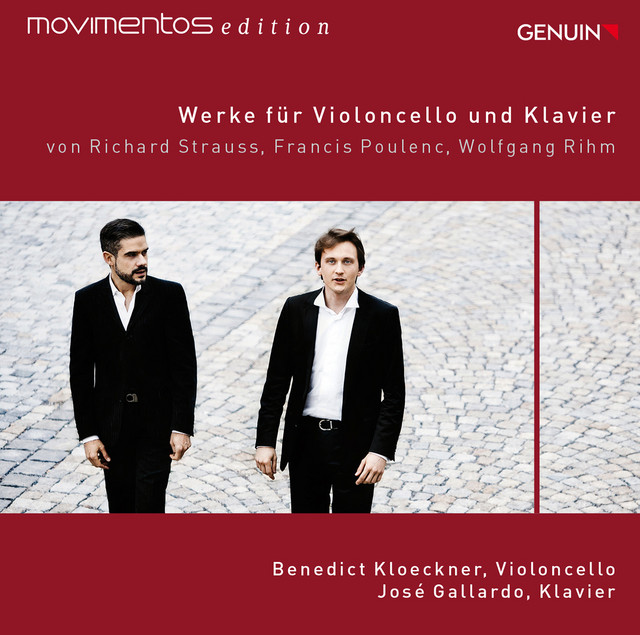 movimentos edition
GENUIN
Werke für Violoncello und Klavier
von Richard Strauss, Francis Poulenc, Wolfgang Rihm
Benedict Kloeckner, Violoncello
José Gallardo, Klavier